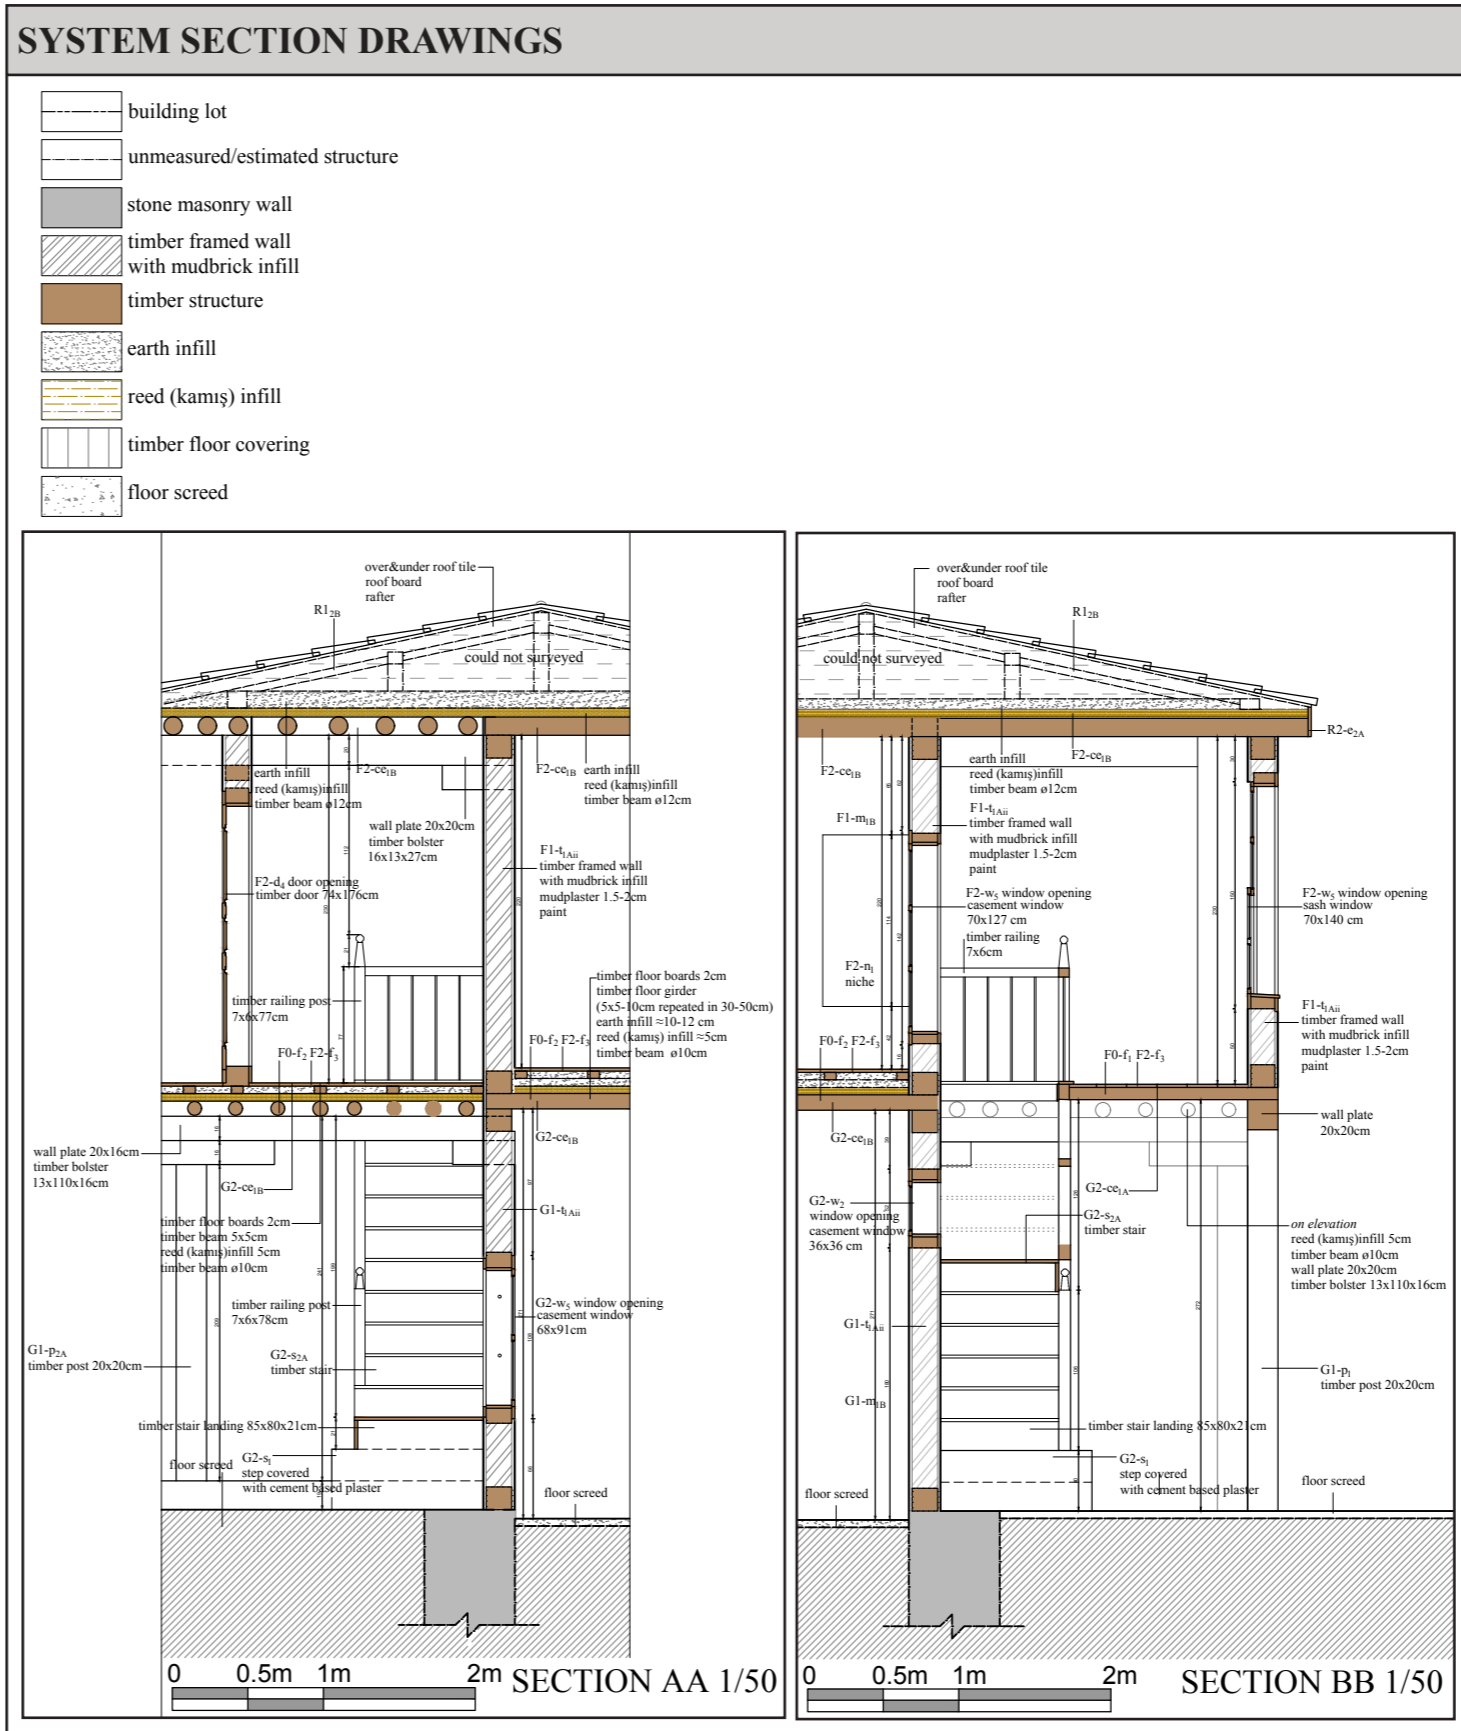 SYSTEM SECTION DRAWINGS
building lot
unmeasured/estimated structure
stone masonry wall
timber framed wall
with mudbrick infill
timber structure
earth infill
reed (kamış) infill
timber floor covering
floor screed
over&under roof tile
roof board
rafter
R1₂B
could not surveyed
earth infill
reed (kamış)infill
timber beam ø12cm
F2-ce₁B
wall plate 20x20cm
timber bolster
16x13x27cm
F2-ce₁B
earth infill
reed (kamış)infill
timber beam ø12cm
F1-t₁Aii
timber framed wall
with mudbrick infill
mudplaster 1.5-2cm
paint
F2-d₄ door opening
timber door 74x176cm
timber railing post
7x6x77cm
timber floor boards 2cm
timber floor girder
(5x5-10cm repeated in 30-50cm)
earth infill ≈10-12 cm
reed (kamış) infill ≈5cm
timber beam ø10cm
F0-f₂ F2-f₃
F0-f₂ F2-f₃
wall plate 20x16cm
timber bolster
13x110x16cm
G2-ce₁B
G2-ce₁B
G1-t₁Aii
timber floor boards 2cm
timber beam 5x5cm
reed (kamış)infill 5cm
timber beam ø10cm
timber railing post
7x6x78cm
G2-w₅ window opening
casement window
68x91cm
G1-p₂A
timber post 20x20cm
G2-s₂A
timber stair
timber stair landing 85x80x21cm
floor screed
G2-s₁
step covered
with cement based plaster
floor screed
0 0.5m 1m 2m
SECTION AA 1/50
over&under roof tile
roof board
rafter
R1₂B
could not surveyed
R2-e₂A
F2-ce₁B
earth infill
reed (kamış)infill
timber beam ø12cm
F2-ce₁B
F1-m₁B
F1-t₁Aii
timber framed wall
with mudbrick infill
mudplaster 1.5-2cm
paint
F2-w₅ window opening
casement window
70x127 cm
F2-w₅ window opening
sash window
70x140 cm
timber railing
7x6cm
F2-n₁
niche
F1-t₁Aii
timber framed wall
with mudbrick infill
mudplaster 1.5-2cm
paint
F0-f₂ F2-f₃
F0-f₁ F2-f₃
wall plate
20x20cm
G2-ce₁B
G2-ce₁A
G2-w₂
window opening
casement window
36x36 cm
G2-s₂A
timber stair
on elevation
reed (kamış)infill 5cm
timber beam ø10cm
wall plate 20x20cm
timber bolster 13x110x16cm
G1-t₁Aii
G1-m₁B
G1-p₁
timber post 20x20cm
timber stair landing 85x80x21cm
G2-s₁
step covered
with cement based plaster
floor screed
floor screed
0 0.5m 1m 2m
SECTION BB 1/50